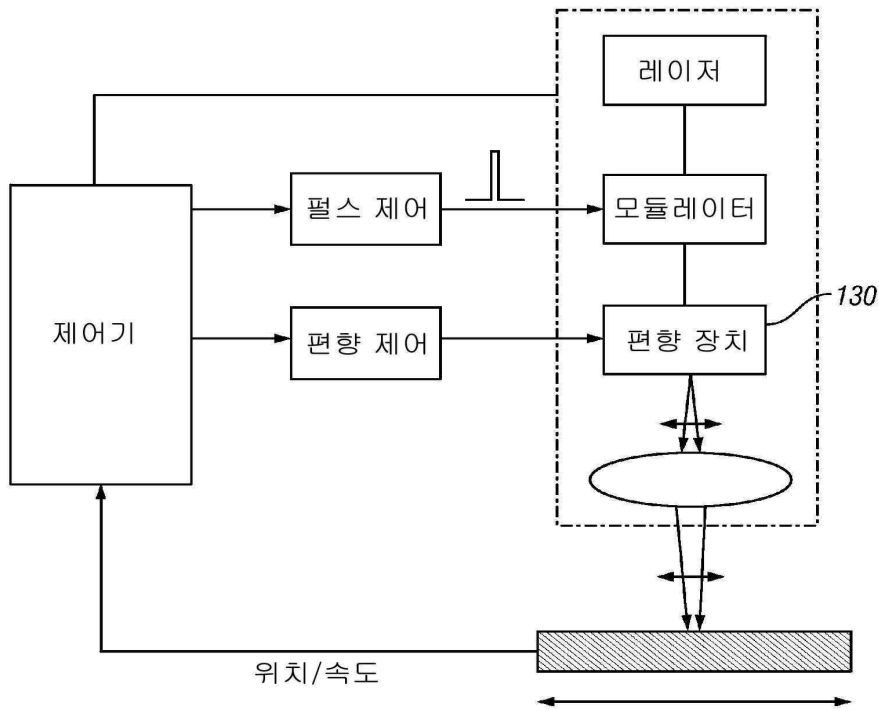 레이저
펄스 제어
모듈레이터
제어기
편향 제어
편향 장치
130
위치/속도